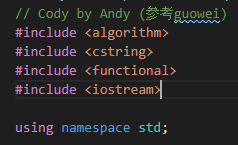 // Cody by Andy (参考guowei)
#include <algorithm>
#include <cstring>
#include <functional>
#include <iostream>
using namespace std;